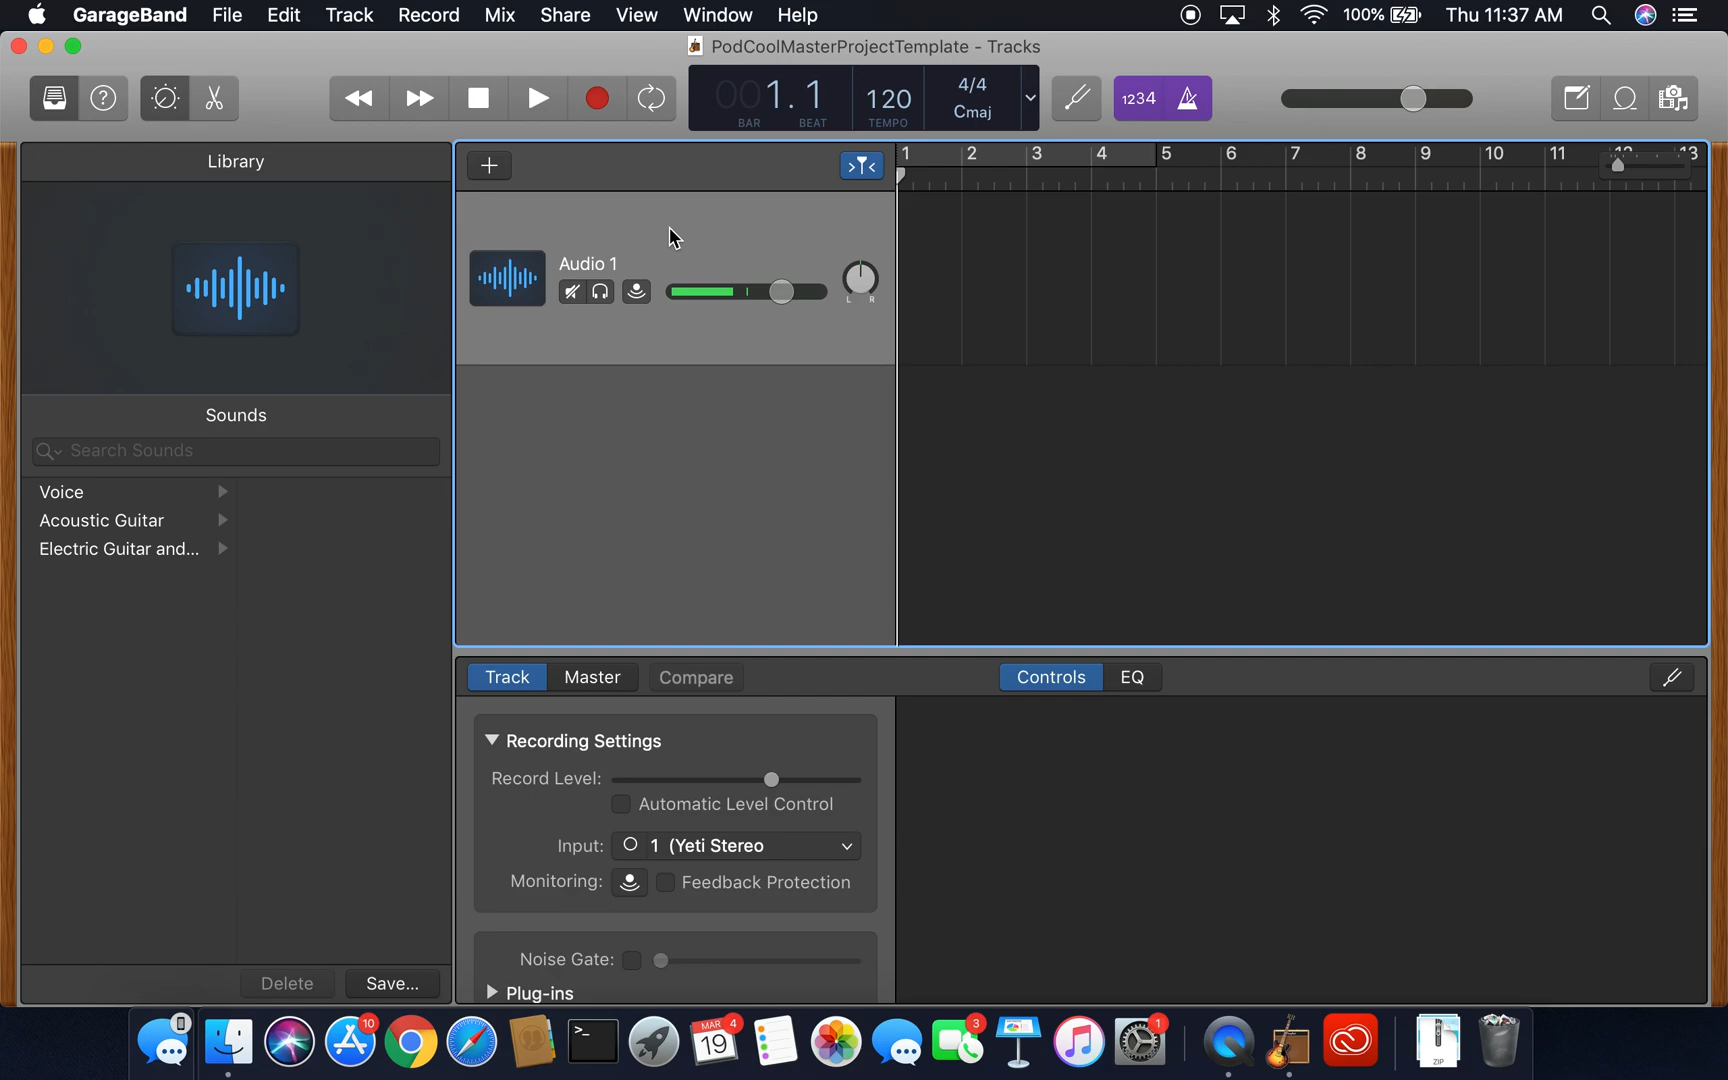 GarageBand File Edit Track Record Mix Share View Window Help 100% Thu 11:37 AM
PodCoolMasterProjectTemplate - Tracks
001.1 120 4/4
Cmaj
BAR BEAT TEMPO
1234
Library
1 2 3 4 5 6 7 8 9 10 11 12 13
Audio 1
L R
Sounds
Search Sounds
Voice
Acoustic Guitar
Electric Guitar and...
Delete Save...
Track Master Compare Controls EQ
Recording Settings
Record Level:
Automatic Level Control
Input: 1 (Yeti Stereo
Monitoring: Feedback Protection
Noise Gate:
Plug-ins
10 MAR 4 3 1
19
ZIP